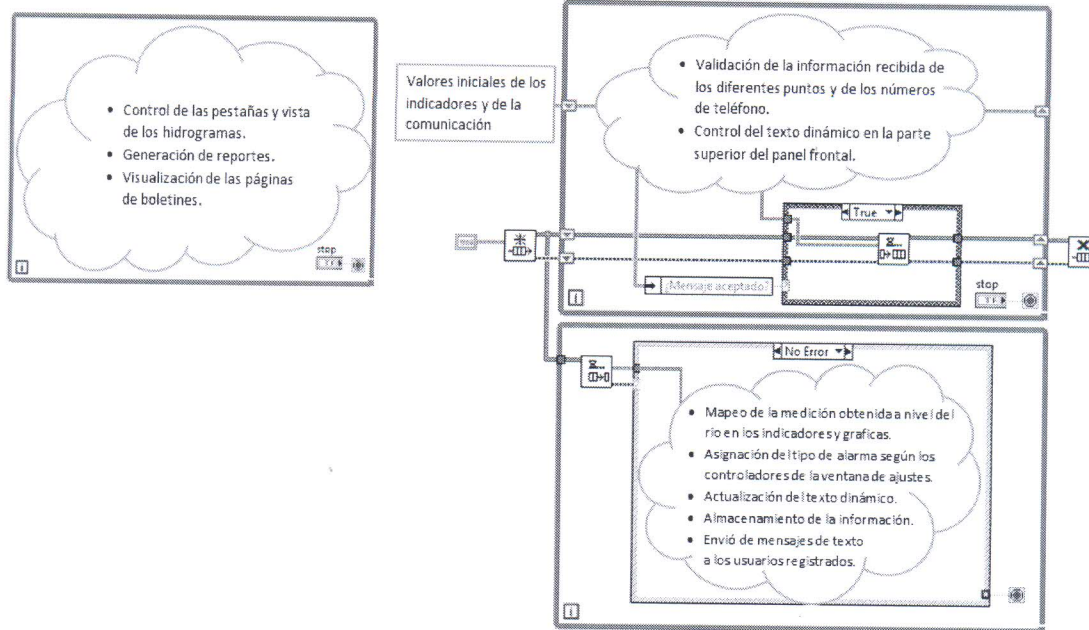 • Control de las pestañas y vista
de los hidrogramas.
• Generación de reportes.
• Visualización de las páginas
de boletines.
stop
TF
i
Valores iniciales de los
indicadores y de la
comunicación
• Validación de la información recibida de
los diferentes puntos y de los números
de teléfono.
• Control del texto dinámico en la parte
superior del panel frontal.
True
¿Mensaje aceptado?
stop
TF
i
No Error
• Mapeo de la medición obtenida a nivel del
rio en los indicadores y graficas.
• Asignación del tipo de alarma según los
controladores de la ventana de ajustes.
• Actualización del texto dinámico.
• Almacenamiento de la información.
• Envió de mensajes de texto
a los usuarios registrados.
i